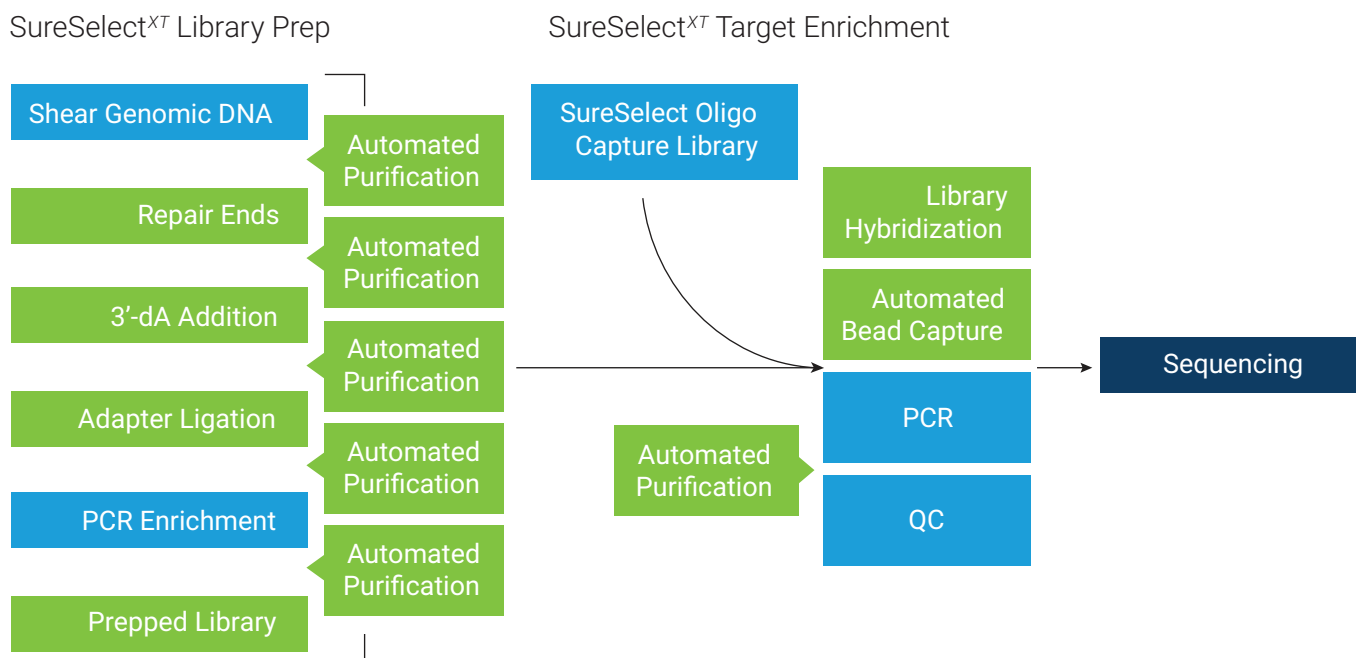 SureSelectXT Library Prep
SureSelectXT Target Enrichment
Shear Genomic DNA
Automated
Purification
Repair Ends
Automated
Purification
3’-dA Addition
Automated
Purification
Adapter Ligation
Automated
Purification
PCR Enrichment
Automated
Purification
Prepped Library
SureSelect Oligo
Capture Library
Library
Hybridization
Automated
Bead Capture
PCR
Automated
Purification
QC
Sequencing